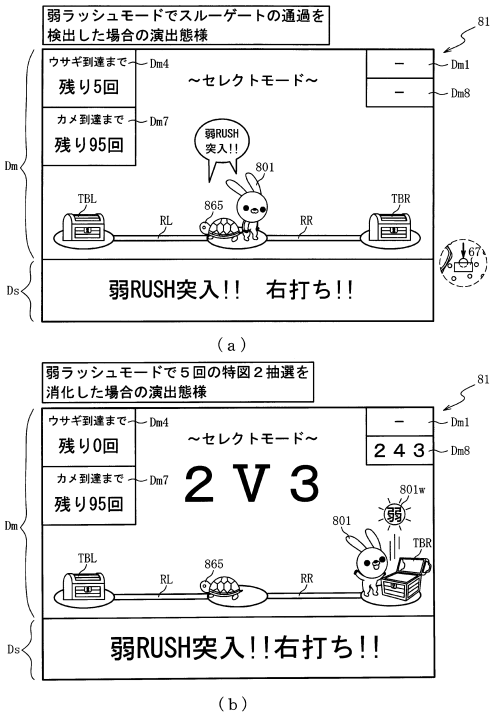 弱ラッシュモードでスルーゲートの通過を
検出した場合の演出態様
81
ウサギ到達まで
Dm4
残り5回
～セレクトモード～
－
Dm1
－
Dm8
カメ到達まで
Dm7
残り95回
Dm
弱RUSH
突入!!
801
865
TBL
RL
RR
TBR
67
Ds
弱RUSH突入!!　右打ち!!
(a)
弱ラッシュモードで５回の特図２抽選を
消化した場合の演出態様
81
ウサギ到達まで
Dm4
残り0回
～セレクトモード～
－
Dm1
２４３
Dm8
カメ到達まで
Dm7
残り95回
２Ｖ３
Dm
801w
弱
801
TBR
TBL
865
RL
RR
Ds
弱RUSH突入!!右打ち!!
(b)